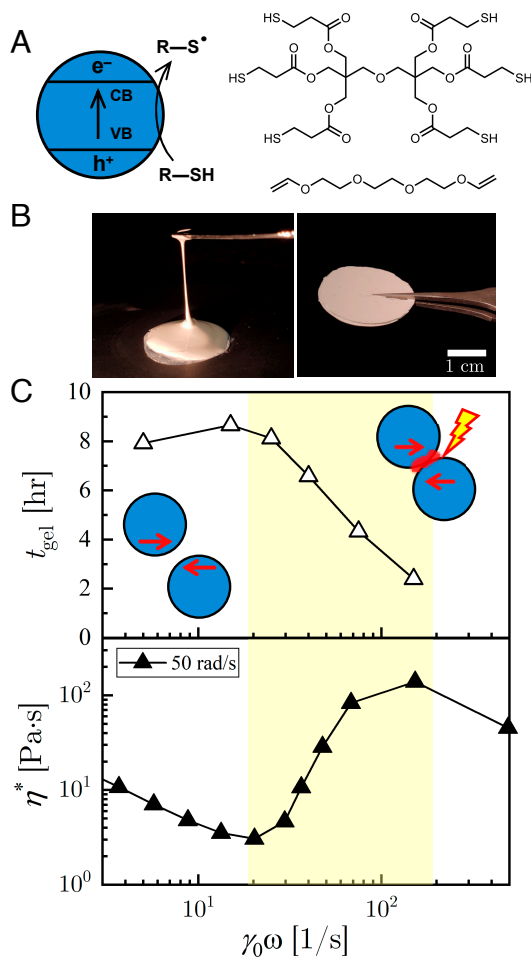 A
R–S•
e⁻
CB
VB
h⁺
R–SH
HS
O
O
SH
O
O
HS
O
O
O
O
O
SH
O
O
O
O
HS
SH
O
O
O
O
B
1 cm
C
10
8
6
4
2
0
t_gel [hr]
50 rad/s
10²
10¹
10⁰
η* [Pa·s]
10¹
10²
γ₀ω [1/s]